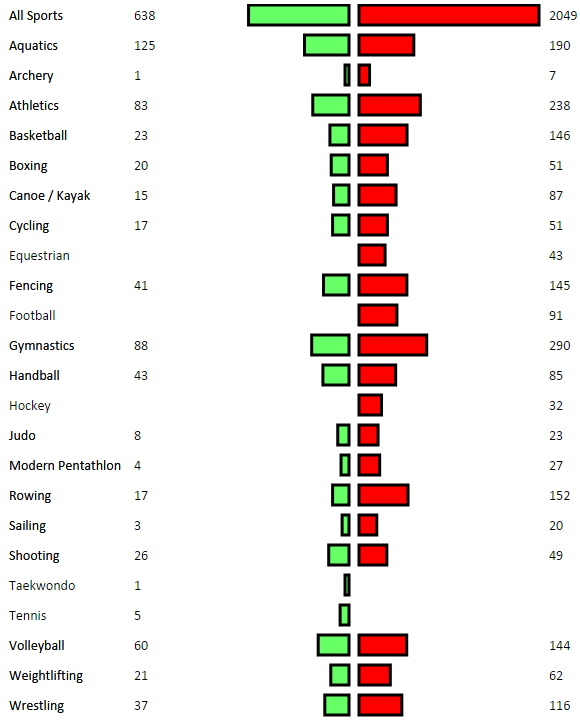 All Sports 638 2049
Aquatics 125 190
Archery 1 7
Athletics 83 238
Basketball 23 146
Boxing 20 51
Canoe / Kayak 15 87
Cycling 17 51
Equestrian 43
Fencing 41 145
Football 91
Gymnastics 88 290
Handball 43 85
Hockey 32
Judo 8 23
Modern Pentathlon 4 27
Rowing 17 152
Sailing 3 20
Shooting 26 49
Taekwondo 1
Tennis 5
Volleyball 60 144
Weightlifting 21 62
Wrestling 37 116